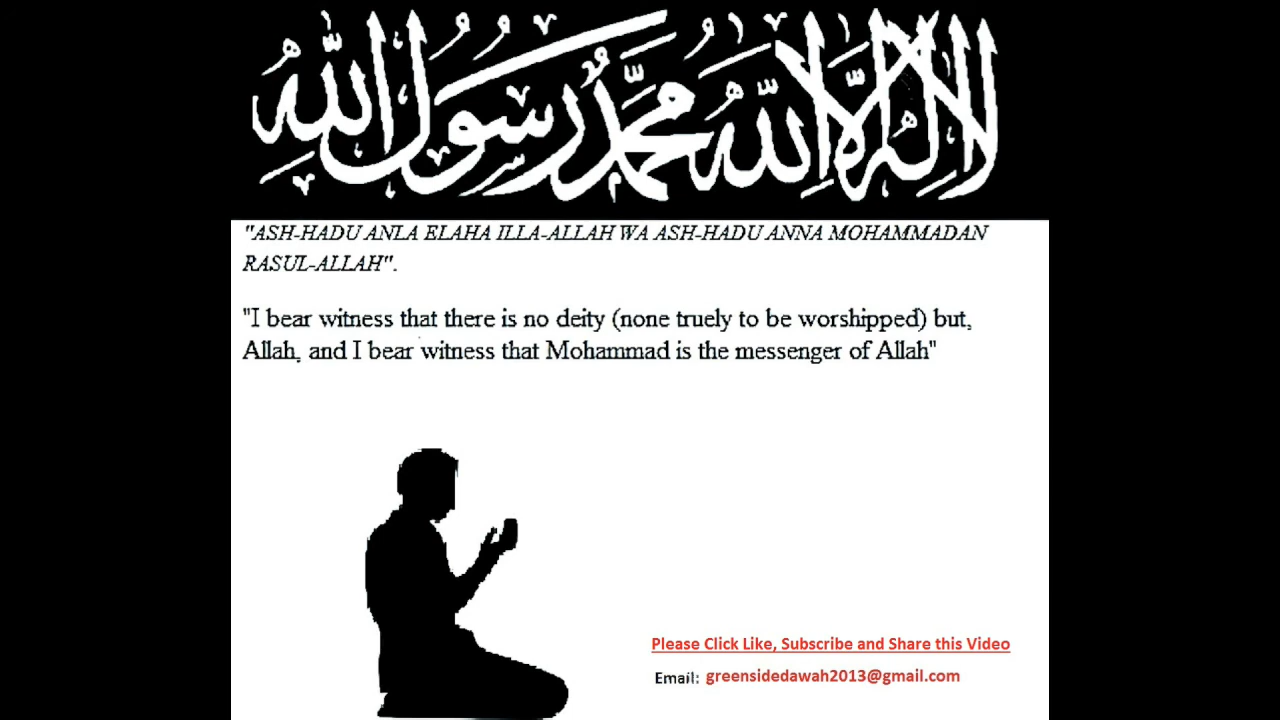 لا إله إلا الله محمد رسول الله
"ASH-HADU ANLA ELAHA ILLA-ALLAH WA ASH-HADU ANNA MOHAMMADAN
RASUL-ALLAH".
"I bear witness that there is no deity (none truely to be worshipped) but,
Allah, and I bear witness that Mohammad is the messenger of Allah"
Please Click Like, Subscribe and Share this Video
Email: greensidedawah2013@gmail.com